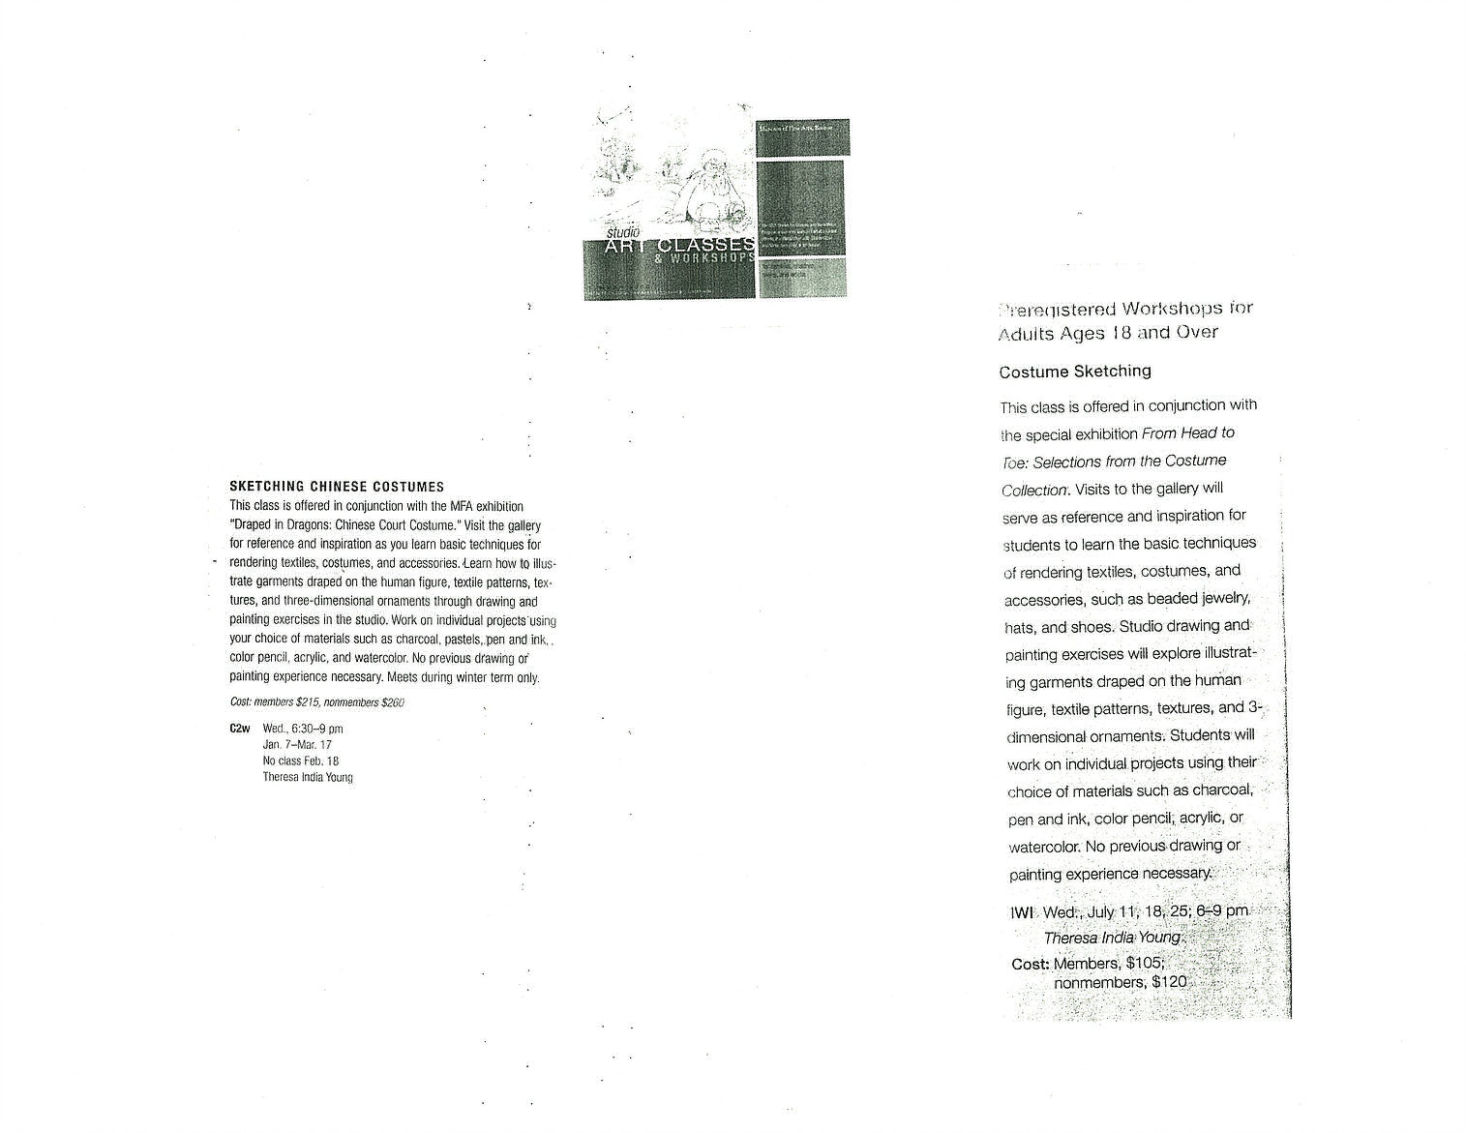 Museum of Fine Arts, Boston
studio
ART CLASSES
& WORKSHOPS
SKETCHING CHINESE COSTUMES
This class is offered in conjunction with the MFA exhibition
"Draped in Dragons: Chinese Court Costume." Visit the gallery
for reference and inspiration as you learn basic techniques for
rendering textiles, costumes, and accessories. Learn how to illus-
trate garments draped on the human figure, textile patterns, tex-
tures, and three-dimensional ornaments through drawing and
painting exercises in the studio. Work on individual projects using
your choice of materials such as charcoal, pastels, pen and ink,
color pencil, acrylic, and watercolor. No previous drawing or
painting experience necessary. Meets during winter term only.
Cost: members $215, nonmembers $260
C2w Wed., 6:30–9 pm
Jan. 7–Mar. 17
No class Feb. 18
Theresa India Young
Preregistered Workshops for
Adults Ages 18 and Over
Costume Sketching
This class is offered in conjunction with
the special exhibition From Head to
Toe: Selections from the Costume
Collection. Visits to the gallery will
serve as reference and inspiration for
students to learn the basic techniques
of rendering textiles, costumes, and
accessories, such as beaded jewelry,
hats, and shoes. Studio drawing and
painting exercises will explore illustrat-
ing garments draped on the human
figure, textile patterns, textures, and 3-
dimensional ornaments. Students will
work on individual projects using their
choice of materials such as charcoal,
pen and ink, color pencil, acrylic, or
watercolor. No previous drawing or
painting experience necessary.
IWI Wed., July 11, 18, 25; 6–9 pm
Theresa India Young
Cost: Members, $105;
nonmembers, $120